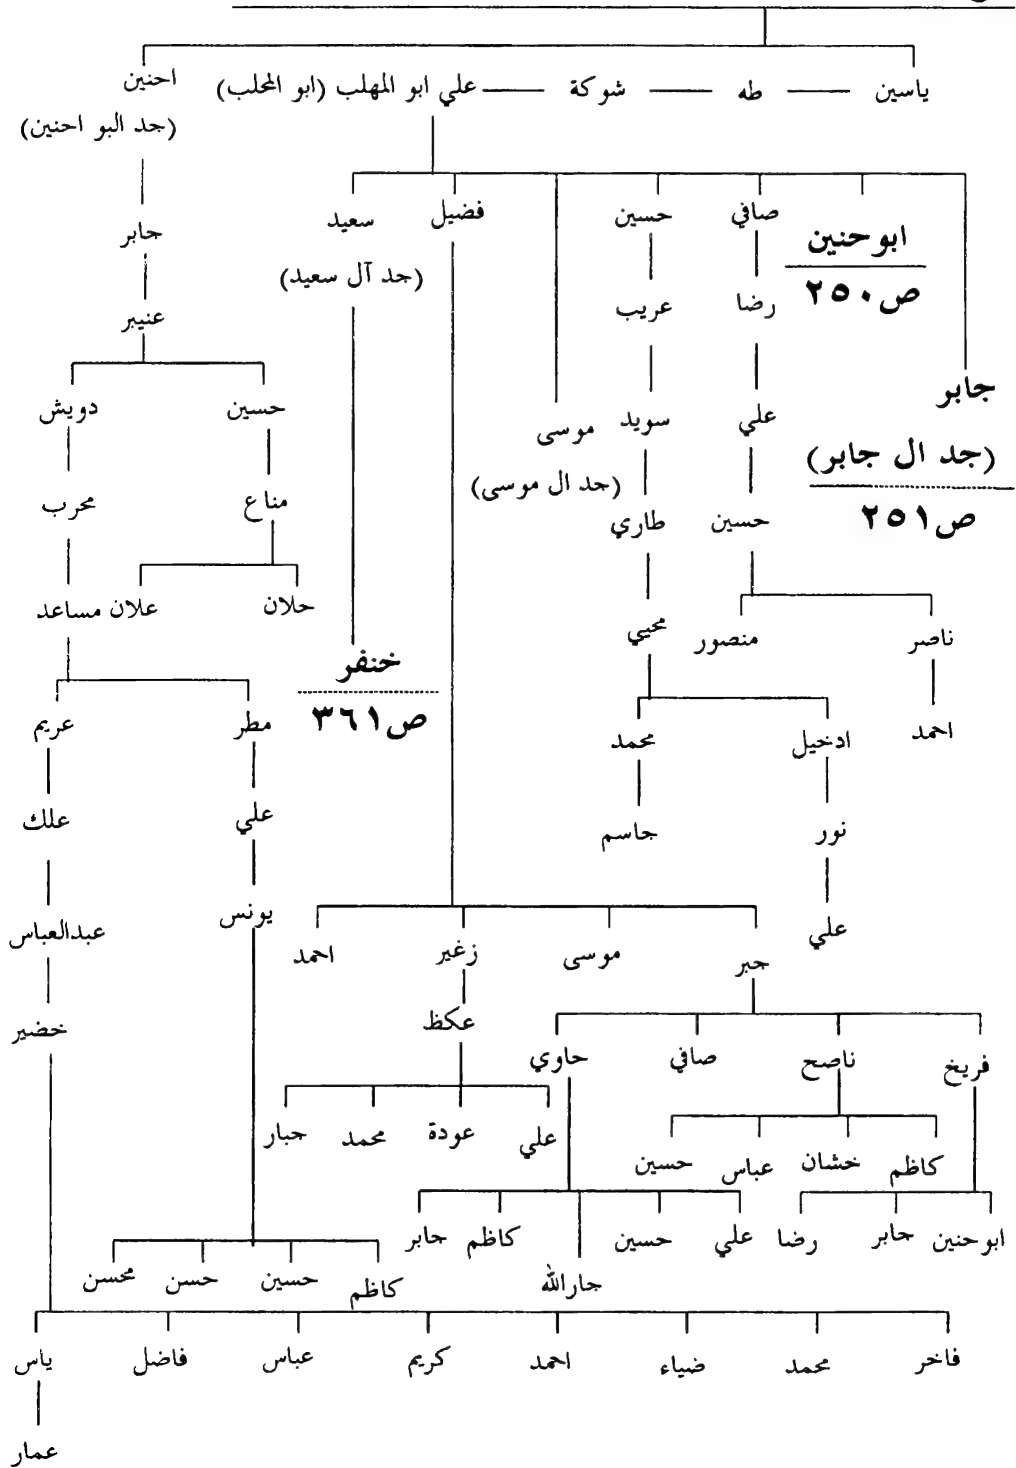 ياسين طه شوكة علي ابو المهلب (ابو المحلب) احنين
(جد البو احنين)
صافي حسين فضيل سعيد
ابو حنين
جابر
(جد آل سعيد)
ص٢٥٠
رضا عريب عنيبر
جابر
علي سويد موسى حسين دويش
(جد ال جابر)
(جد ال موسى)
مناع محرب
ص٢٥١
حسين طاري
حلان علان مساعد
ناصر منصور محيي
خنفر
ص٣٦١
احمد ادخيل محمد مطر عريم
نور جاسم علي علك
علي يونس عبدالعباس
حبر موسى زغير احمد
عكظ خضير
فريخ ناصح صافي حاوي
علي عودة محمد جبار
كاظم خشان عباس حسين
ابو حنين جابر رضا علي حسين كاظم جابر
جارالله
كاظم حسين حسن محسن
فاخر محمد ضياء احمد كريم عباس فاضل ياس
عمار